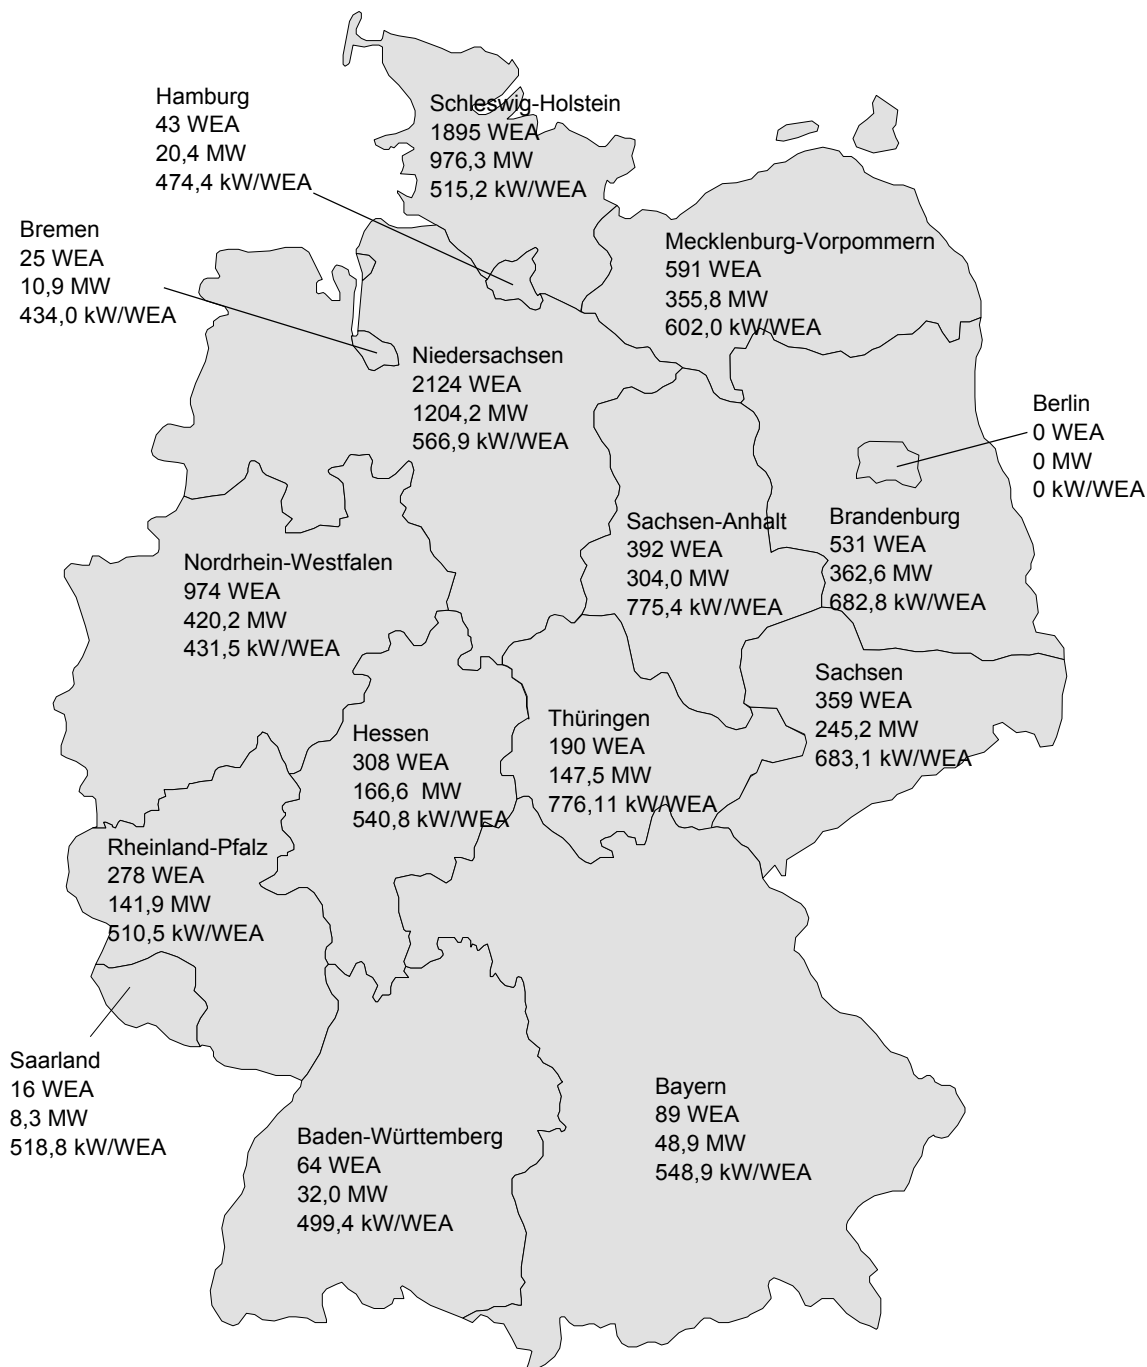 Hamburg
43 WEA
20,4 MW
474,4 kW/WEA
Schleswig-Holstein
1895 WEA
976,3 MW
515,2 kW/WEA
Bremen
25 WEA
10,9 MW
434,0 kW/WEA
Mecklenburg-Vorpommern
591 WEA
355,8 MW
602,0 kW/WEA
Niedersachsen
2124 WEA
1204,2 MW
566,9 kW/WEA
Berlin
0 WEA
0 MW
0 kW/WEA
Sachsen-Anhalt
392 WEA
304,0 MW
775,4 kW/WEA
Brandenburg
531 WEA
362,6 MW
682,8 kW/WEA
Nordrhein-Westfalen
974 WEA
420,2 MW
431,5 kW/WEA
Sachsen
359 WEA
245,2 MW
683,1 kW/WEA
Thüringen
190 WEA
147,5 MW
776,11 kW/WEA
Hessen
308 WEA
166,6 MW
540,8 kW/WEA
Rheinland-Pfalz
278 WEA
141,9 MW
510,5 kW/WEA
Saarland
16 WEA
8,3 MW
518,8 kW/WEA
Baden-Württemberg
64 WEA
32,0 MW
499,4 kW/WEA
Bayern
89 WEA
48,9 MW
548,9 kW/WEA